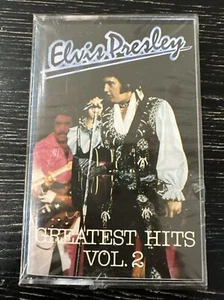 Elvis Presley
GREATEST HITS
VOL. 2